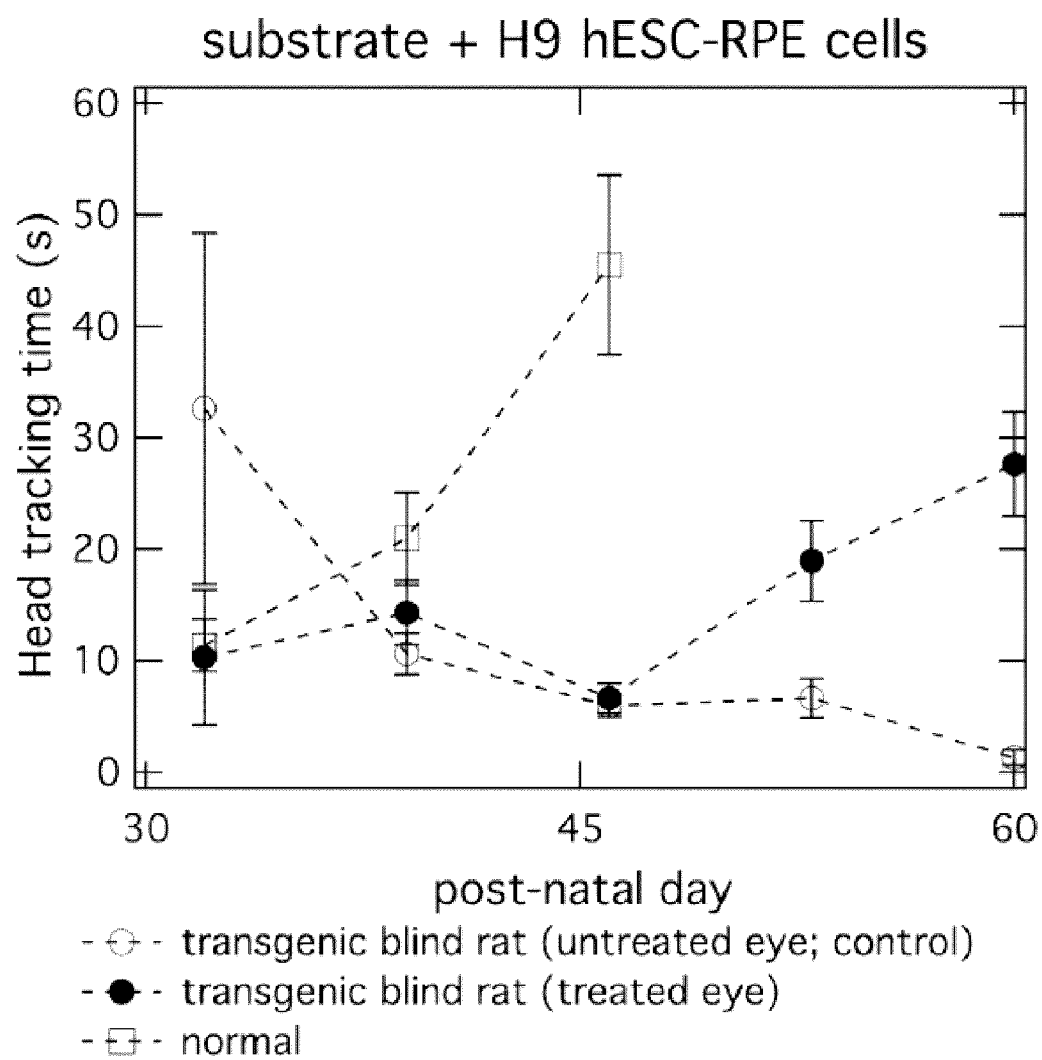 substrate + H9 hESC-RPE cells
60
50
40
30
20
10
0
Head tracking time (s)
30 45 60
post-natal day
transgenic blind rat (untreated eye; control)
transgenic blind rat (treated eye)
normal